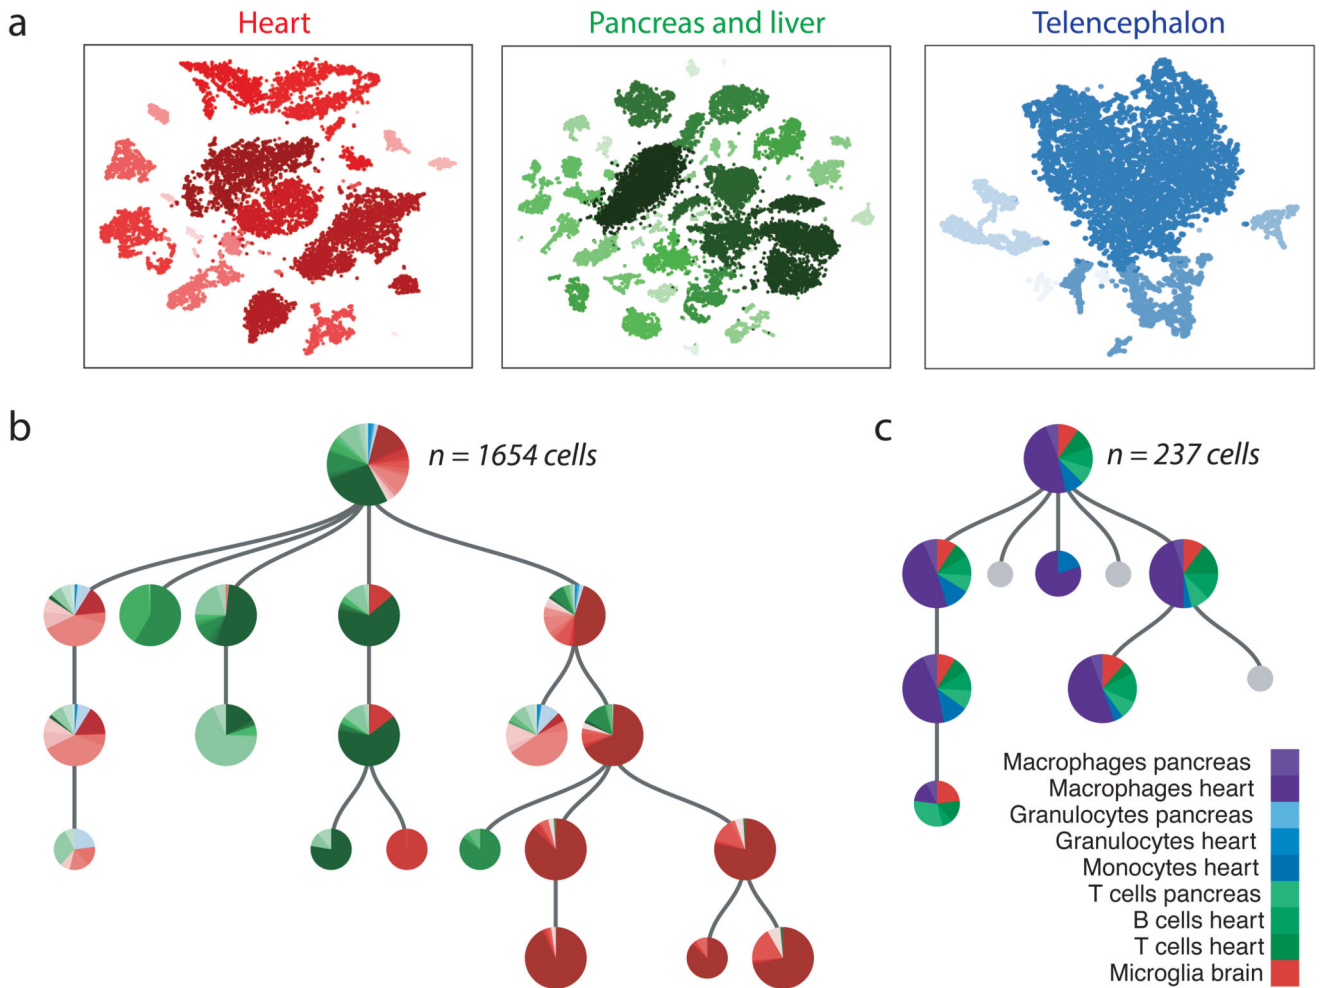 a
Heart
Pancreas and liver
Telencephalon
b
n = 1654 cells
c
n = 237 cells
Macrophages pancreas
Macrophages heart
Granulocytes pancreas
Granulocytes heart
Monocytes heart
T cells pancreas
B cells heart
T cells heart
Microglia brain